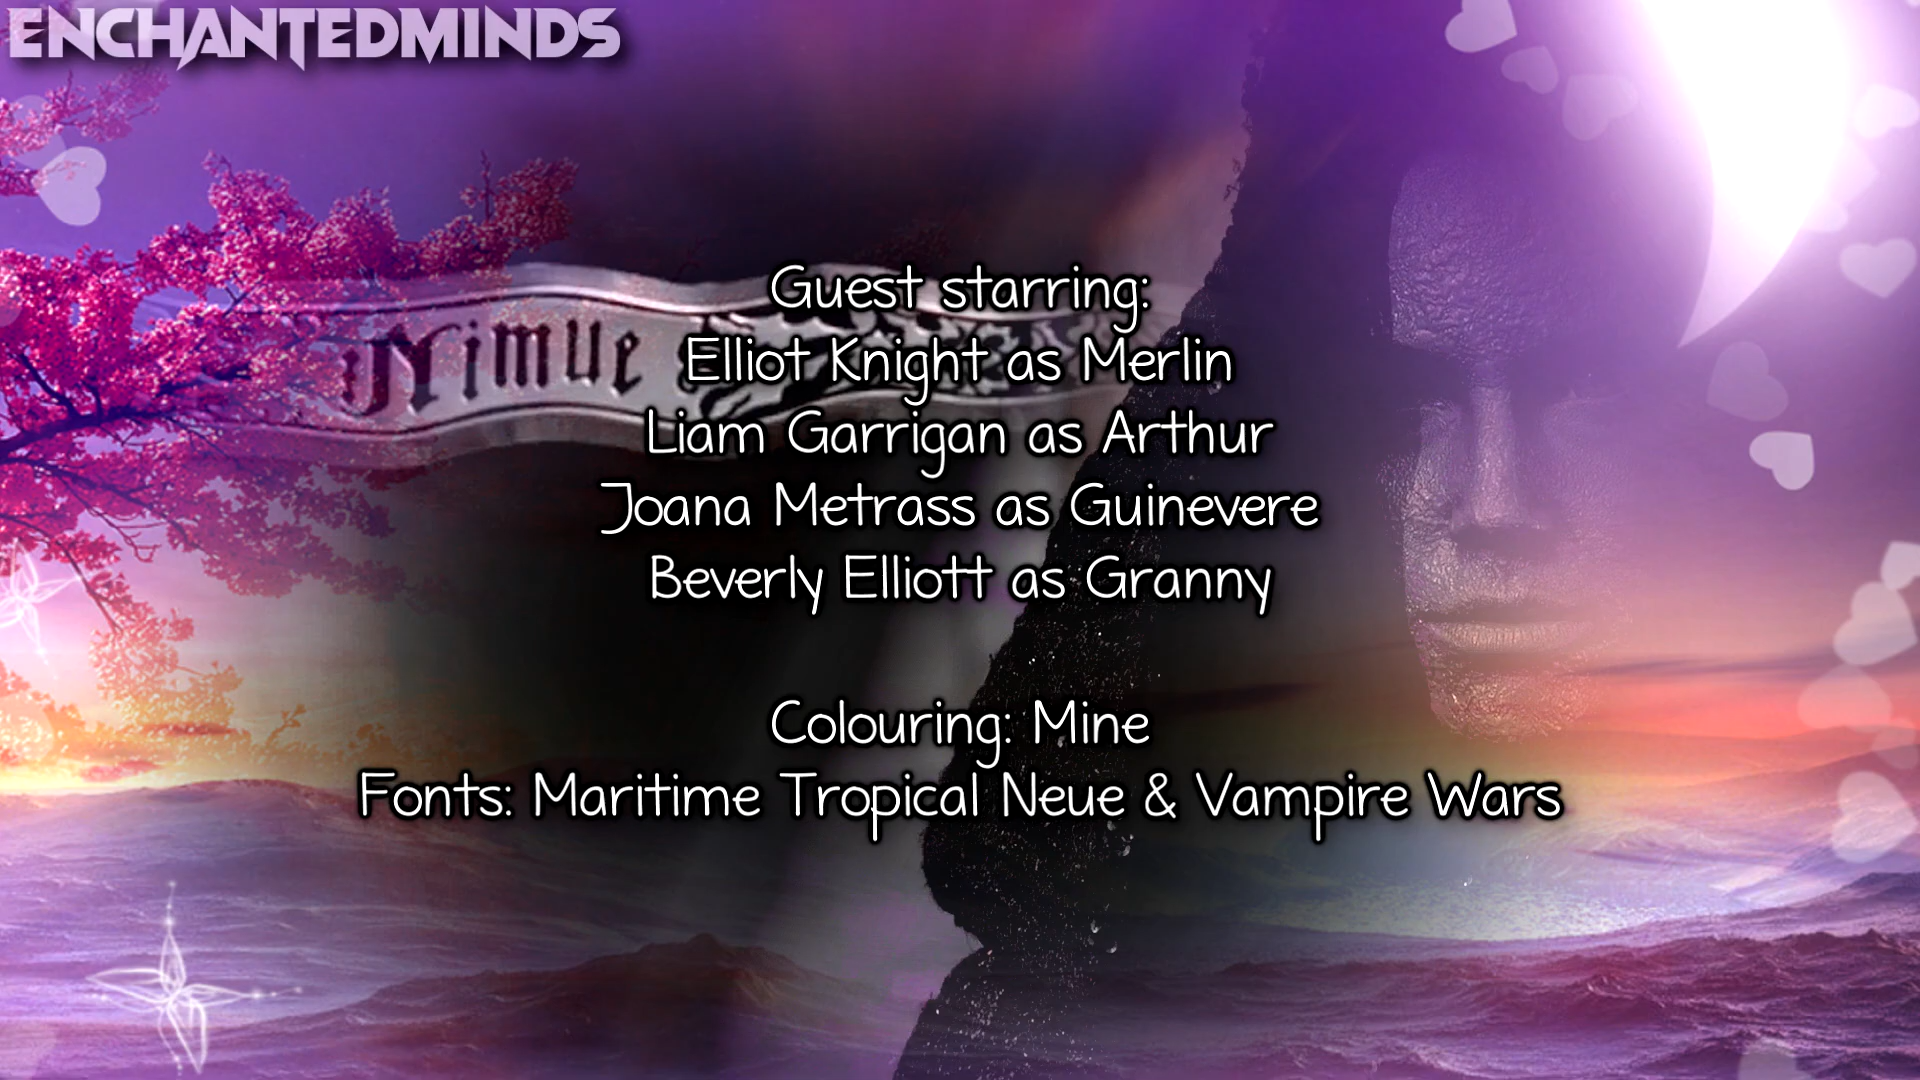 ENCHANTEDMINDS
Nimue
Guest starring:
Elliot Knight as Merlin
Liam Garrigan as Arthur
Joana Metrass as Guinevere
Beverly Elliott as Granny
Colouring: Mine
Fonts: Maritime Tropical Neue & Vampire Wars